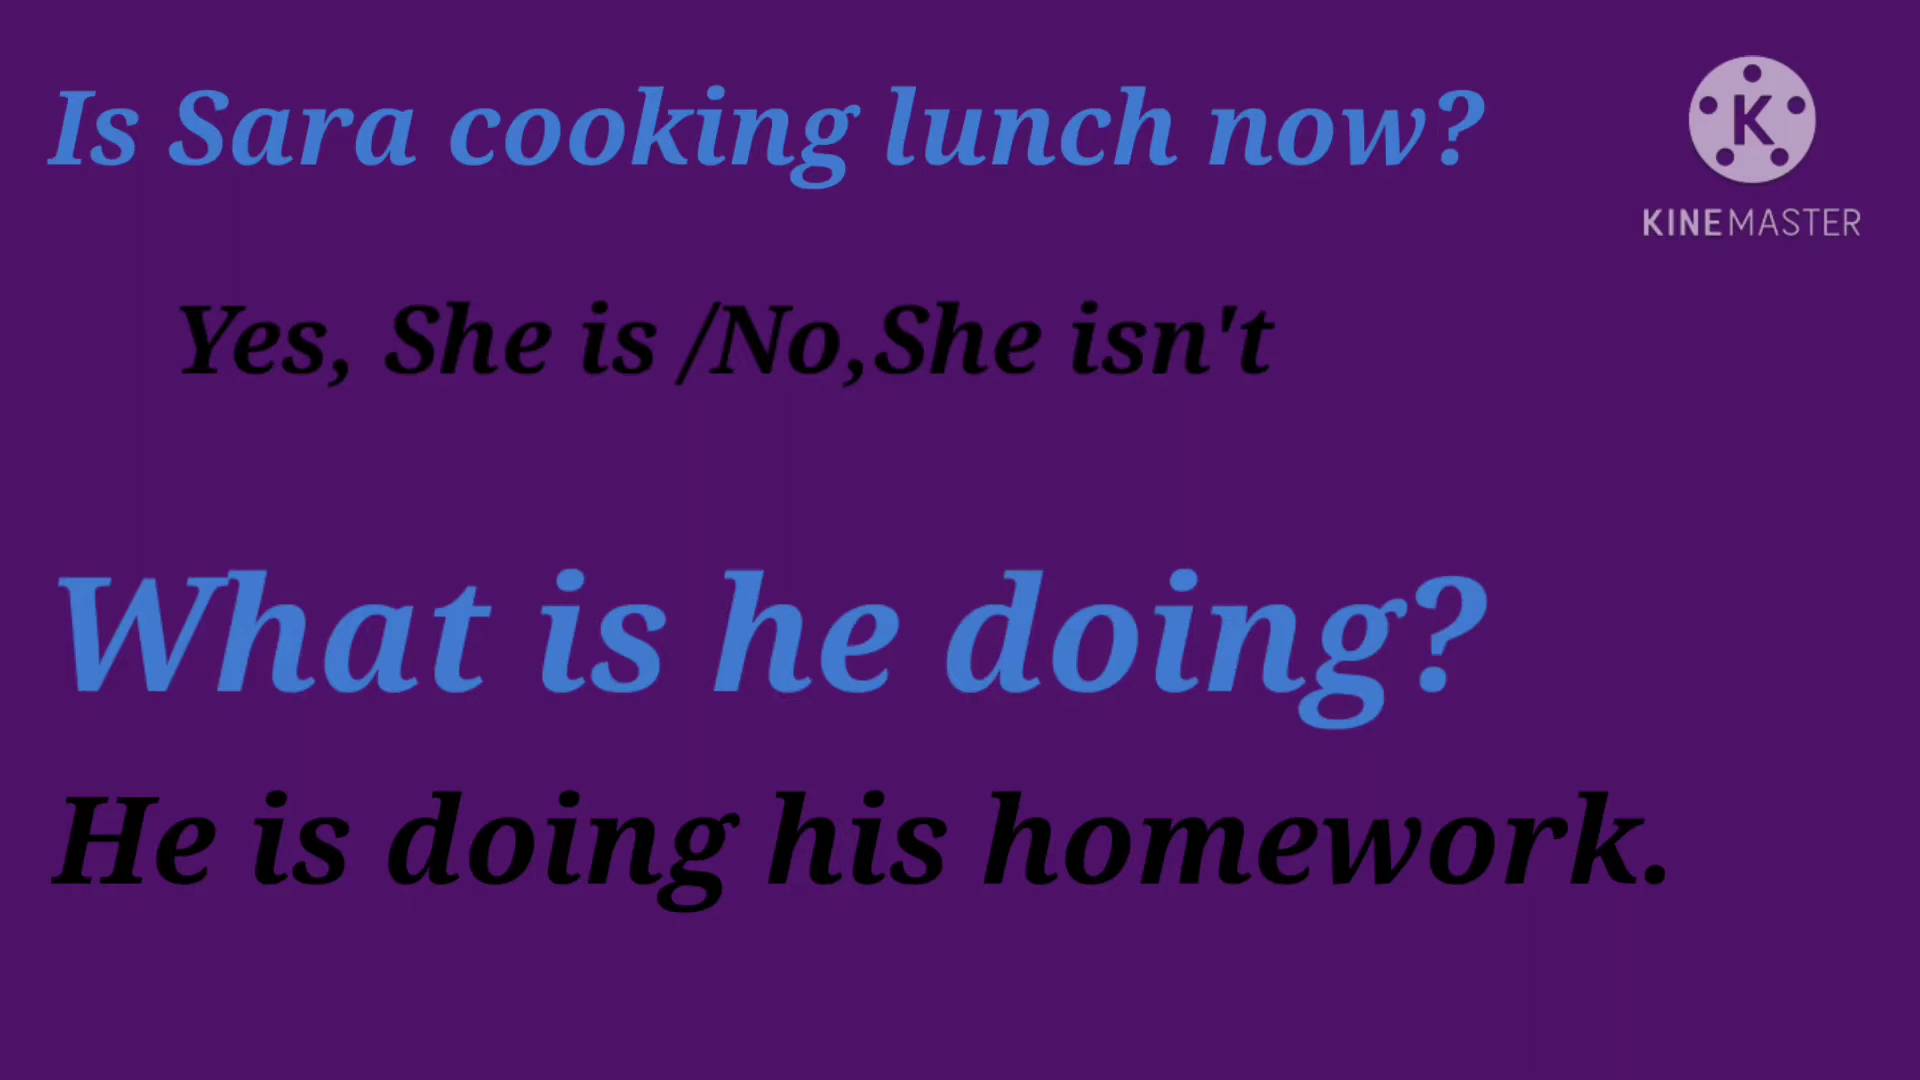 Is Sara cooking lunch now?
K
KINEMASTER
Yes, She is /No,She isn't
What is he doing?
He is doing his homework.